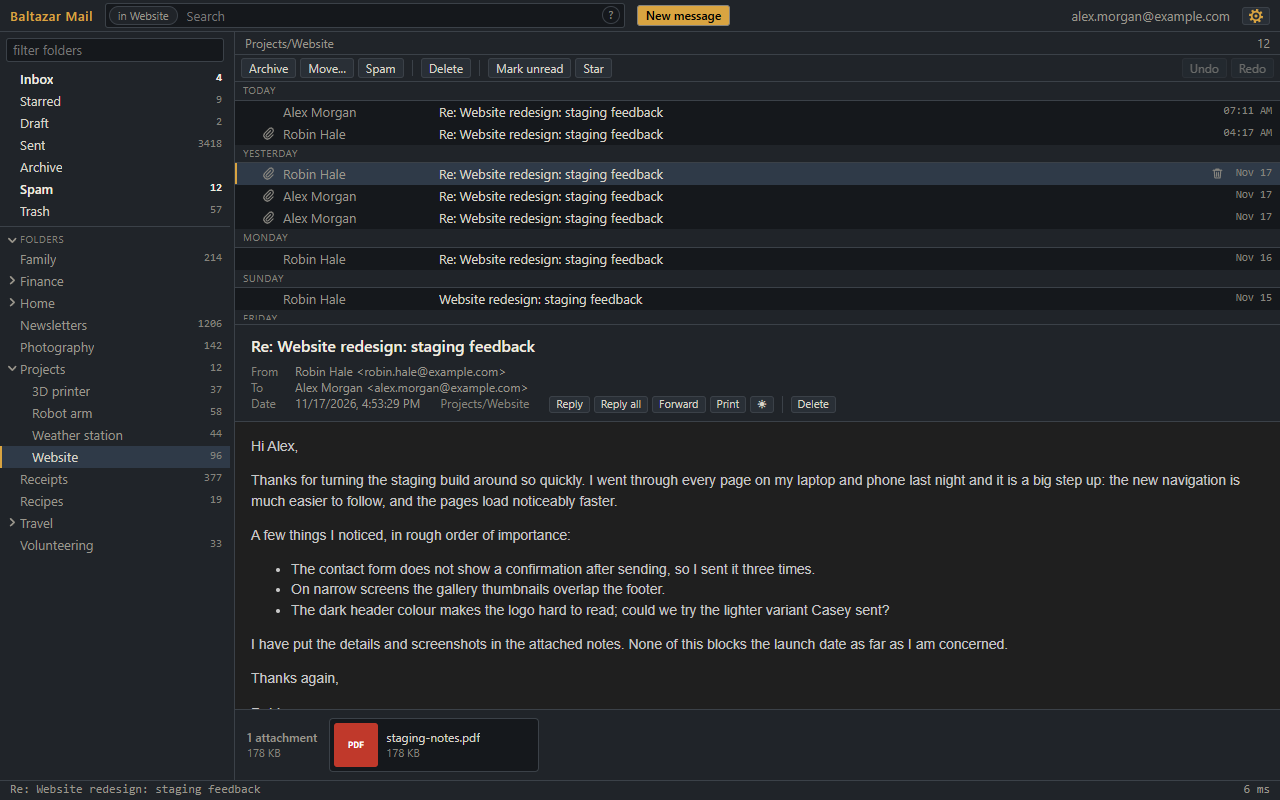 Baltazar Mail in Website Search ? New message alex.morgan@example.com
filter folders
Inbox 4
Starred 9
Draft 2
Sent 3418
Archive
Spam 12
Trash 57
FOLDERS
Family 214
Finance
Home
Newsletters 1206
Photography 142
Projects 12
3D printer 37
Robot arm 58
Weather station 44
Website 96
Receipts 377
Recipes 19
Travel
Volunteering 33
Projects/Website 12
Archive Move... Spam Delete Mark unread Star Undo Redo
TODAY
Alex Morgan Re: Website redesign: staging feedback 07:11 AM
Robin Hale Re: Website redesign: staging feedback 04:17 AM
YESTERDAY
Robin Hale Re: Website redesign: staging feedback Nov 17
Alex Morgan Re: Website redesign: staging feedback Nov 17
Alex Morgan Re: Website redesign: staging feedback Nov 17
MONDAY
Robin Hale Re: Website redesign: staging feedback Nov 16
SUNDAY
Robin Hale Website redesign: staging feedback Nov 15
FRIDAY
Re: Website redesign: staging feedback
From Robin Hale <robin.hale@example.com>
To Alex Morgan <alex.morgan@example.com>
Date 11/17/2026, 4:53:29 PM Projects/Website Reply Reply all Forward Print Delete
Hi Alex,
Thanks for turning the staging build around so quickly. I went through every page on my laptop and phone last night and it is a big step up: the new navigation is
much easier to follow, and the pages load noticeably faster.
A few things I noticed, in rough order of importance:
• The contact form does not show a confirmation after sending, so I sent it three times.
• On narrow screens the gallery thumbnails overlap the footer.
• The dark header colour makes the logo hard to read; could we try the lighter variant Casey sent?
I have put the details and screenshots in the attached notes. None of this blocks the launch date as far as I am concerned.
Thanks again,
1 attachment
178 KB
PDF
staging-notes.pdf
178 KB
Re: Website redesign: staging feedback 6 ms